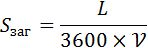 Sзаг = L / (3600 × 𝒱)